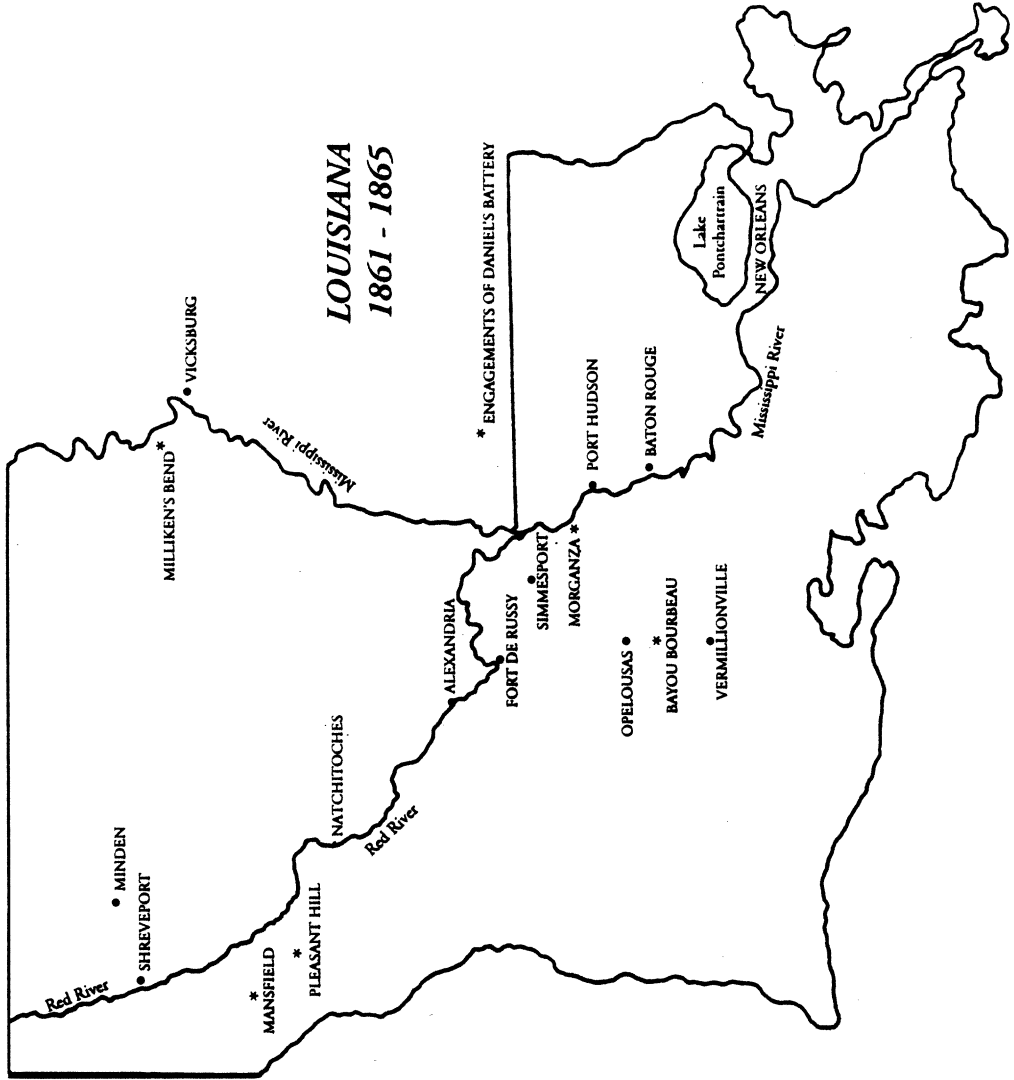 LOUISIANA
1861 - 1865
* ENGAGEMENTS OF DANIEL'S BATTERY
Red River
SHREVEPORT
MINDEN
MILLIKEN'S BEND *
VICKSBURG
MANSFIELD
*
PLEASANT HILL
*
NATCHITOCHES
Red River
Mississippi River
ALEXANDRIA
FORT DE RUSSY
SIMMESPORT
MORGANZA *
PORT HUDSON
BATON ROUGE
OPELOUSAS
*
BAYOU BOURBEAU
VERMILLIONVILLE
Lake
Pontchartrain
NEW ORLEANS
Mississippi River